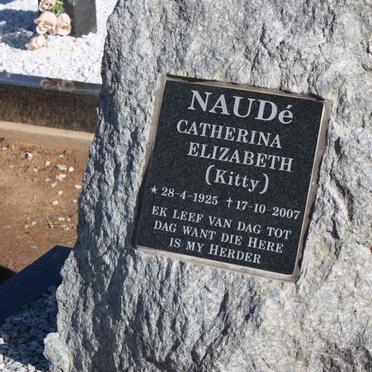 NAUDé
CATHERINA
ELIZABETH
(Kitty)
★ 28-4-1925 †17-10-2007
EK LEEF VAN DAG TOT
DAG WANT DIE HERE
IS MY HERDER